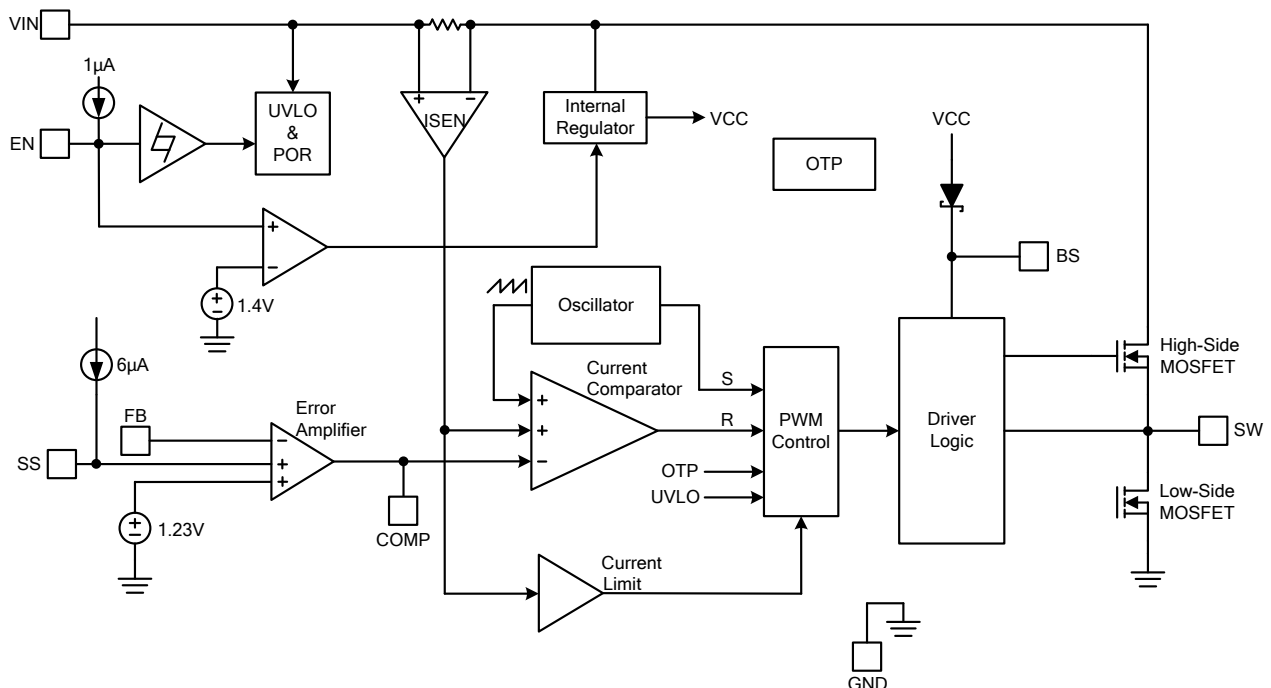 VIN
1µA
EN
UVLO
&
POR
+
−
ISEN
Internal
Regulator
VCC
OTP
VCC
BS
+
−
+
−
1.4V
Oscillator
6µA
FB
SS
Error
Amplifier
−
+
+
+
−
1.23V
COMP
Current
Comparator
+
+
−
S
R
OTP
UVLO
PWM
Control
Driver
Logic
High-Side
MOSFET
SW
Low-Side
MOSFET
Current
Limit
GND